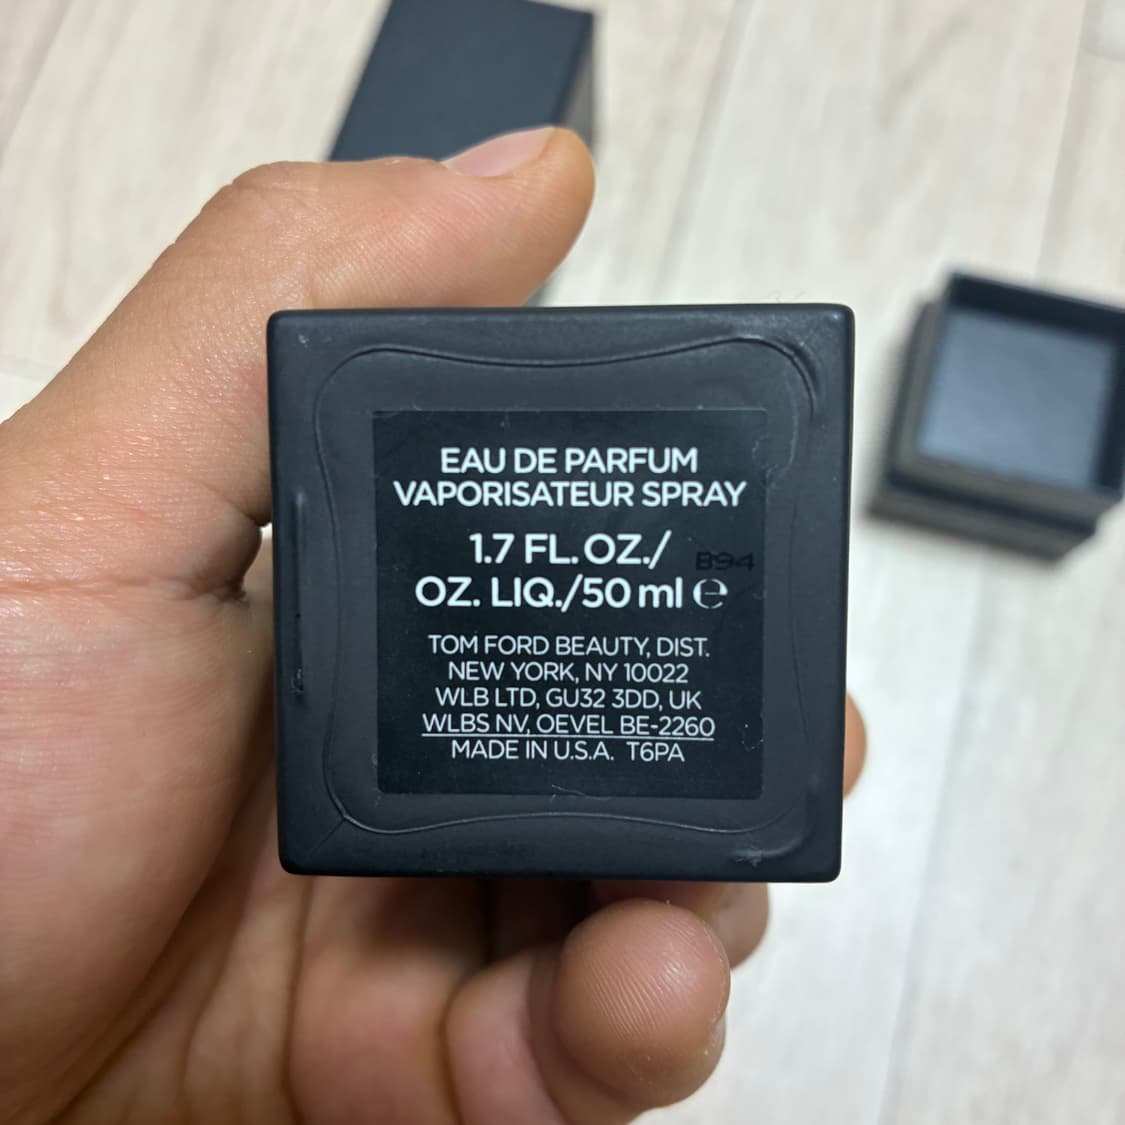 EAU DE PARFUM
VAPORISATEUR SPRAY
1.7 FL. OZ./
B94
OZ. LIQ./50 ml ℮
TOM FORD BEAUTY, DIST.
NEW YORK, NY 10022
WLB LTD, GU32 3DD, UK
WLBS NV, OEVEL BE-2260
MADE IN U.S.A. T6PA